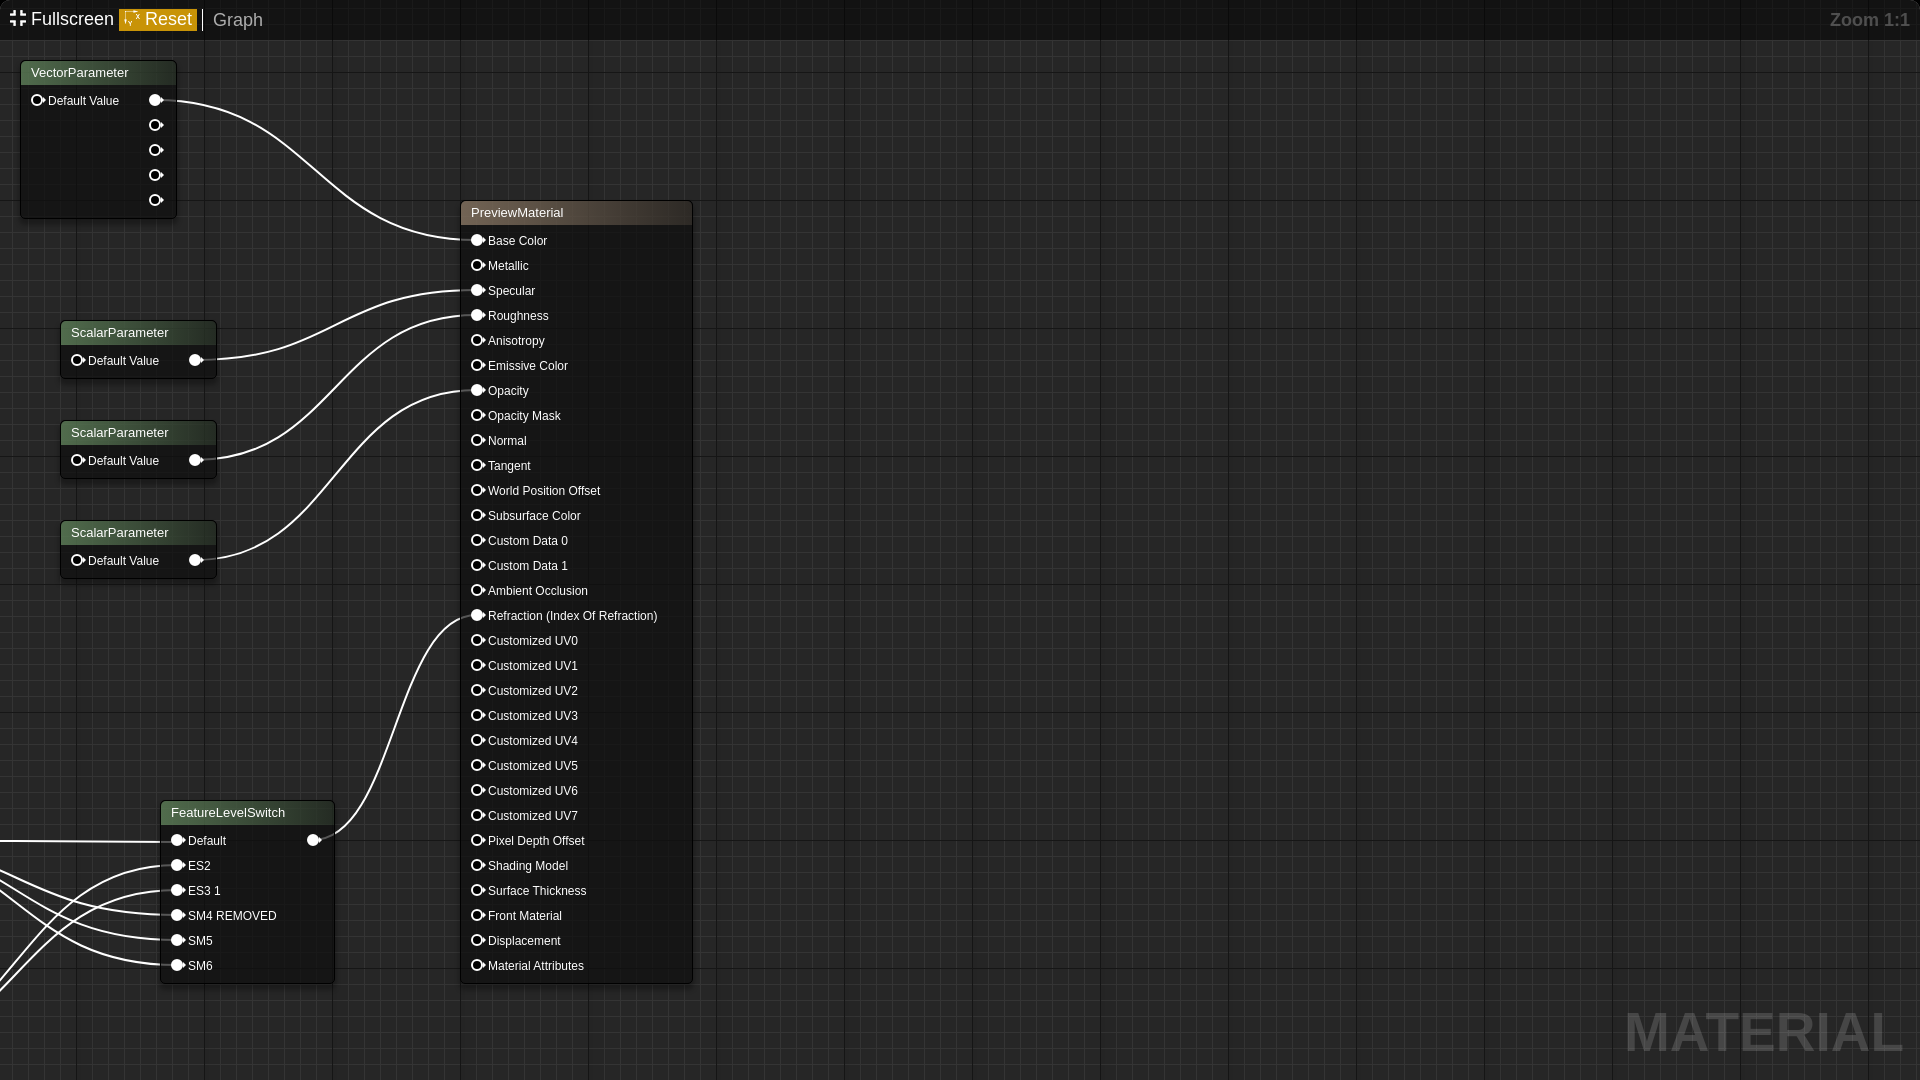 Fullscreen Reset Graph Zoom 1:1
VectorParameter
Default Value
ScalarParameter
Default Value
ScalarParameter
Default Value
ScalarParameter
Default Value
FeatureLevelSwitch
Default
ES2
ES3 1
SM4 REMOVED
SM5
SM6
PreviewMaterial
Base Color
Metallic
Specular
Roughness
Anisotropy
Emissive Color
Opacity
Opacity Mask
Normal
Tangent
World Position Offset
Subsurface Color
Custom Data 0
Custom Data 1
Ambient Occlusion
Refraction (Index Of Refraction)
Customized UV0
Customized UV1
Customized UV2
Customized UV3
Customized UV4
Customized UV5
Customized UV6
Customized UV7
Pixel Depth Offset
Shading Model
Surface Thickness
Front Material
Displacement
Material Attributes
MATERIAL